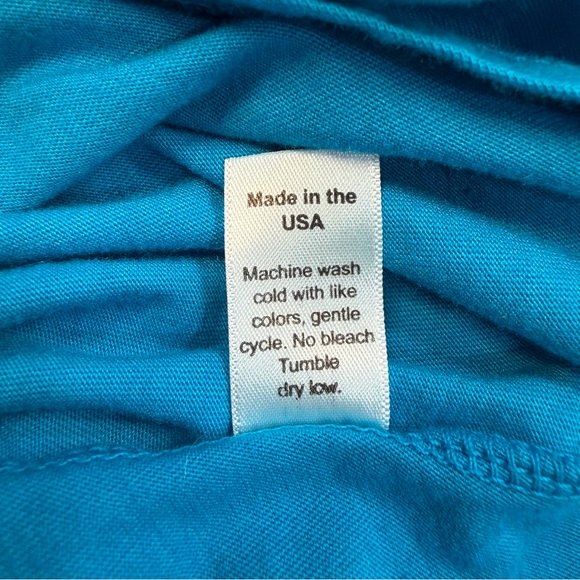 Made in the
USA
Machine wash
cold with like
colors, gentle
cycle. No bleach
Tumble
dry low.